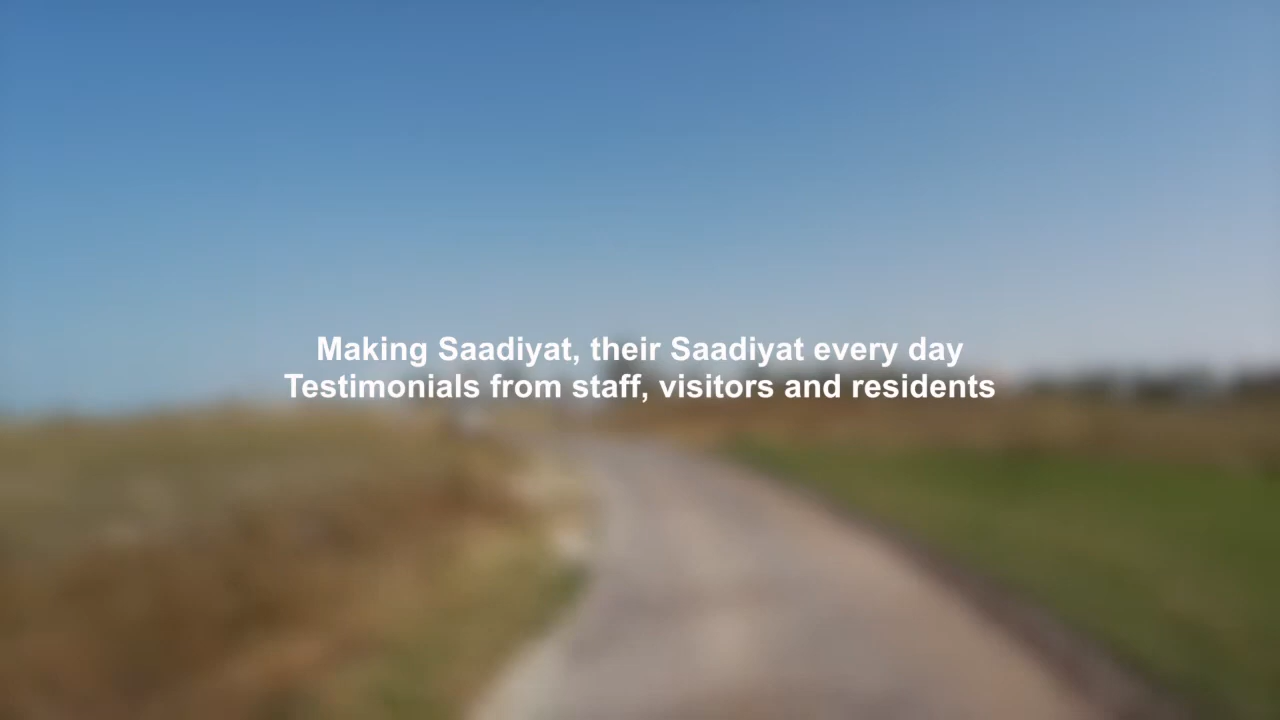 Making Saadiyat, their Saadiyat every day
Testimonials from staff, visitors and residents